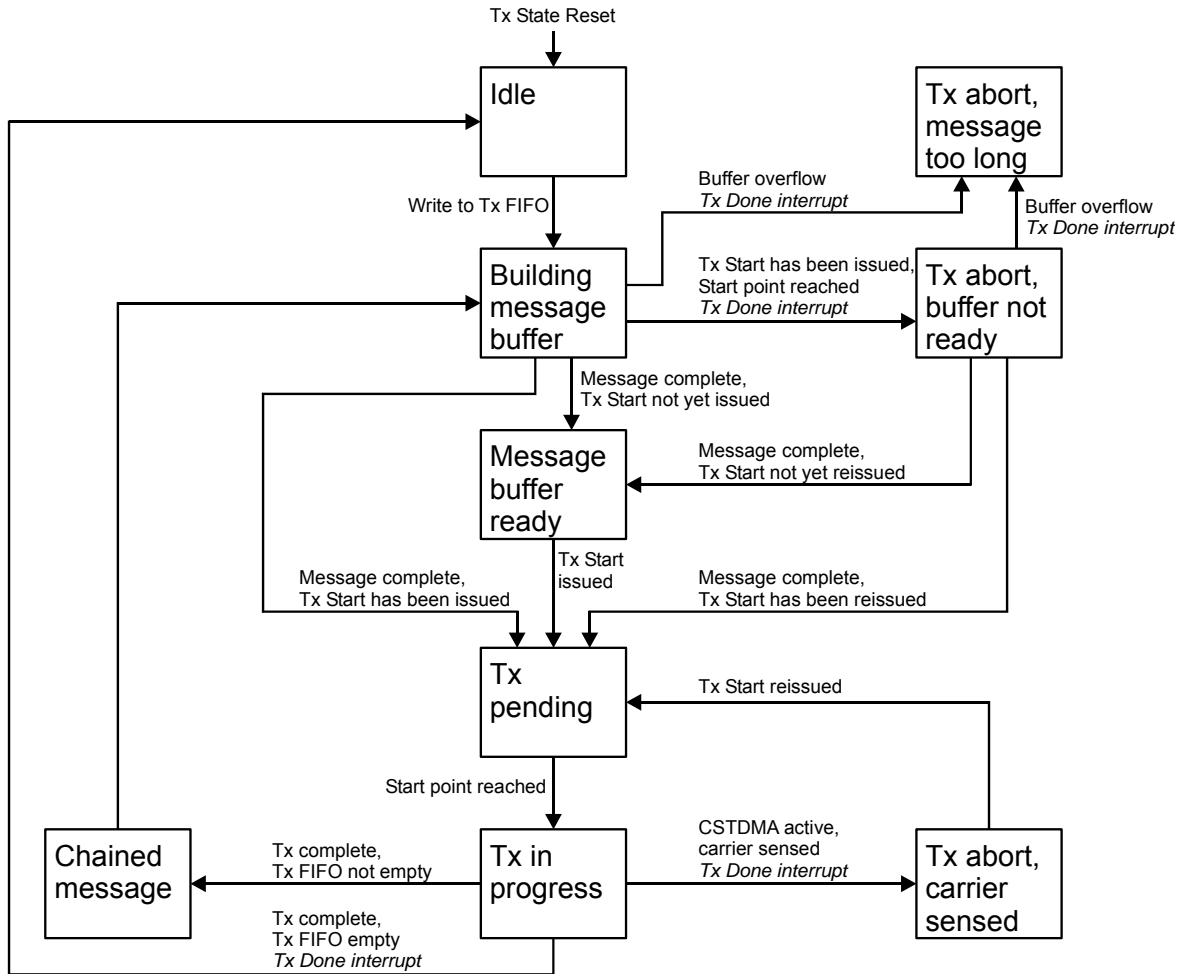 Tx State Reset
Idle
Tx abort,
message
too long
Write to Tx FIFO
Buffer overflow
Tx Done interrupt
Buffer overflow
Tx Done interrupt
Building
message
buffer
Tx Start has been issued,
Start point reached
Tx Done interrupt
Tx abort,
buffer not
ready
Message complete,
Tx Start not yet issued
Message
buffer
ready
Message complete,
Tx Start not yet reissued
Tx Start
issued
Message complete,
Tx Start has been issued
Message complete,
Tx Start has been reissued
Tx
pending
Tx Start reissued
Start point reached
Chained
message
Tx complete,
Tx FIFO not empty
Tx in
progress
CSTDMA active,
carrier sensed
Tx Done interrupt
Tx abort,
carrier
sensed
Tx complete,
Tx FIFO empty
Tx Done interrupt